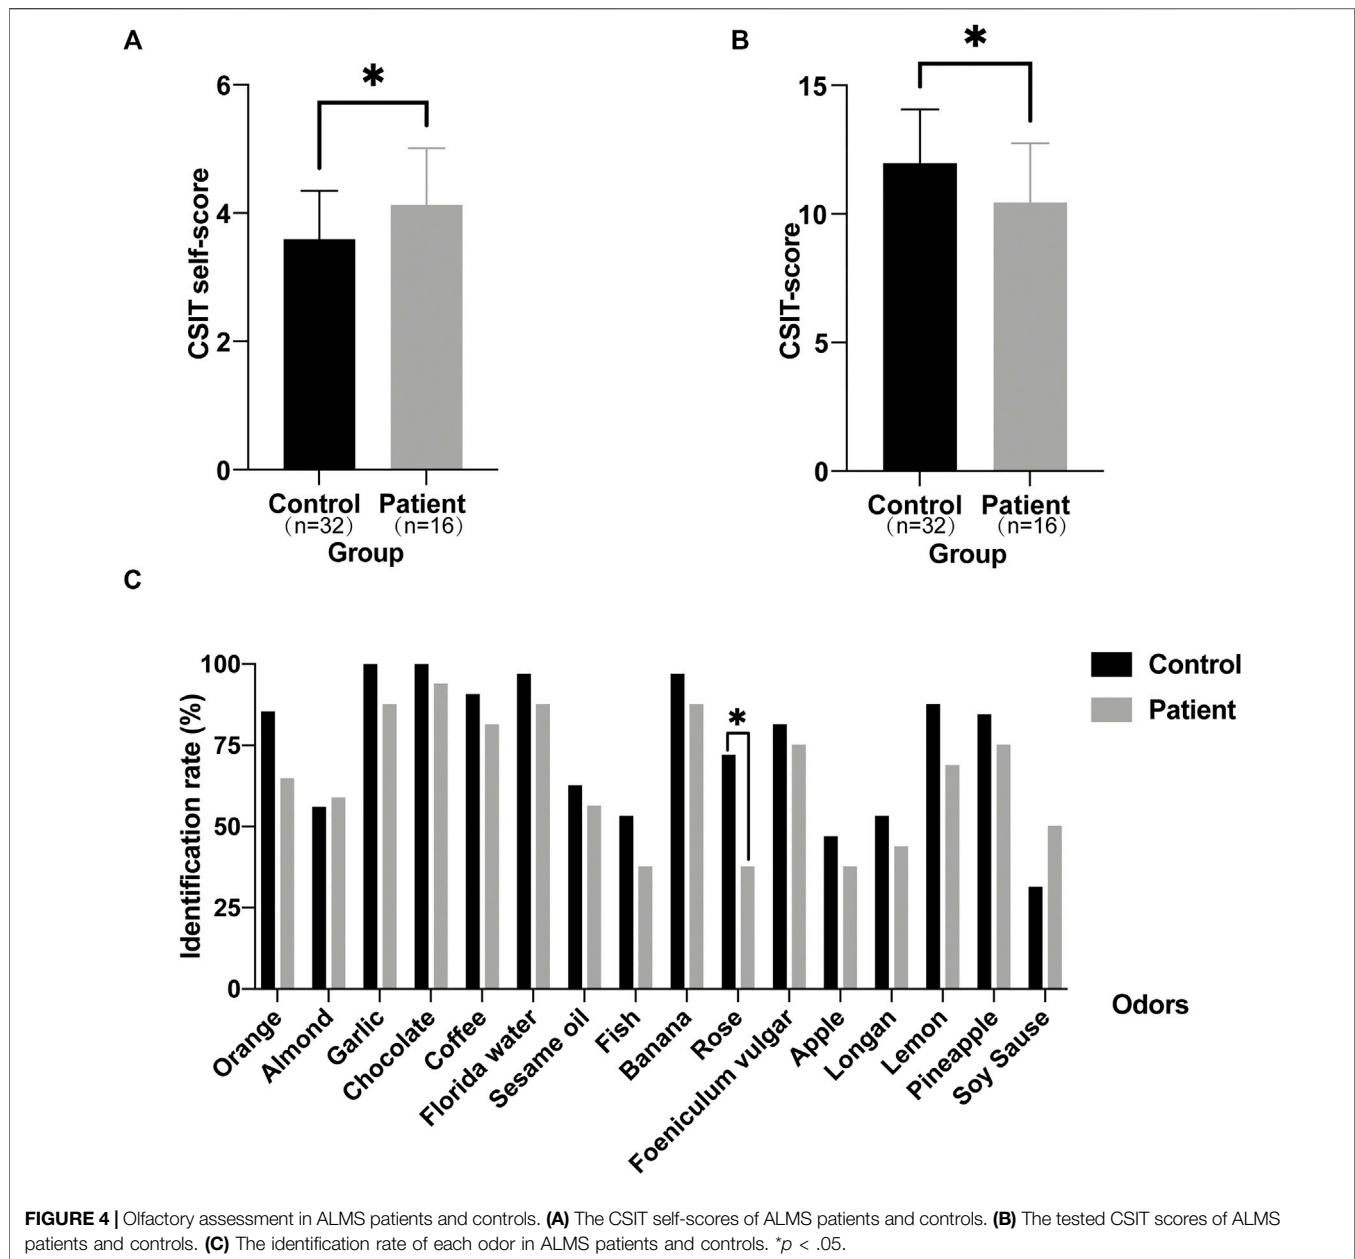 A
*
6
4
2
0
CSIT self-score
Control Patient
(n=32) (n=16)
Group
B
*
15
10
5
0
CSIT-score
Control Patient
(n=32) (n=16)
Group
C
100
75
50
25
0
Identification rate (%)
*
Control
Patient
Orange
Almond
Garlic
Chocolate
Coffee
Florida water
Sesame oil
Fish
Banana
Rose
Foeniculum vulgar
Apple
Longan
Lemon
Pineapple
Soy Sause
Odors
FIGURE 4 | Olfactory assessment in ALMS patients and controls. (A) The CSIT self-scores of ALMS patients and controls. (B) The tested CSIT scores of ALMS
patients and controls. (C) The identification rate of each odor in ALMS patients and controls. *p < .05.